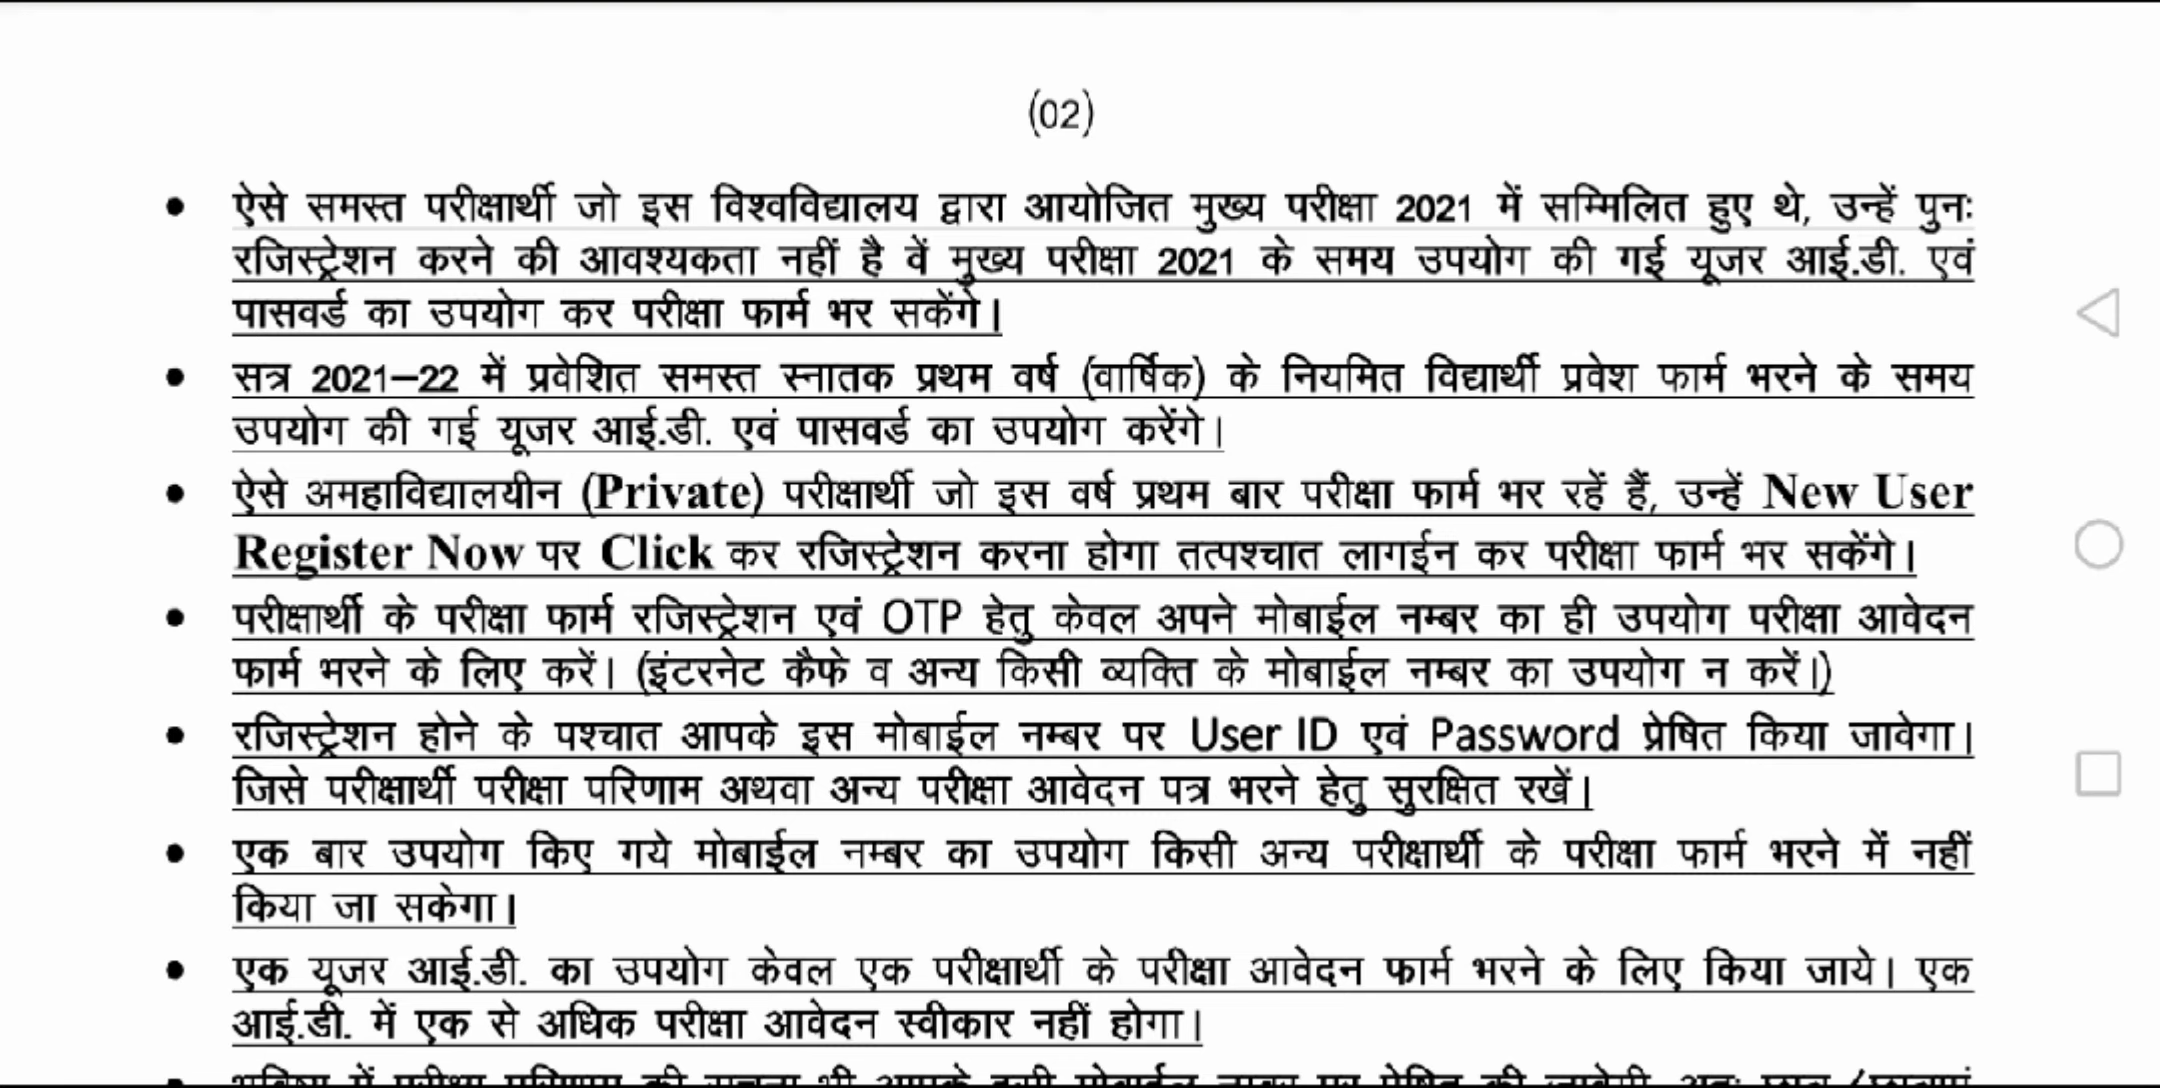 (02)
• ऐसे समस्त परीक्षार्थी जो इस विश्वविद्यालय द्वारा आयोजित मुख्य परीक्षा 2021 में सम्मिलित हुए थे, उन्हें पुनः
रजिस्ट्रेशन करने की आवश्यकता नहीं है वें मुख्य परीक्षा 2021 के समय उपयोग की गई यूजर आई.डी. एवं
पासवर्ड का उपयोग कर परीक्षा फार्म भर सकेंगे।
• सत्र 2021–22 में प्रवेशित समस्त स्नातक प्रथम वर्ष (वार्षिक) के नियमित विद्यार्थी प्रवेश फार्म भरने के समय
उपयोग की गई यूजर आई.डी. एवं पासवर्ड का उपयोग करेंगे।
• ऐसे अमहाविद्यालयीन (Private) परीक्षार्थी जो इस वर्ष प्रथम बार परीक्षा फार्म भर रहें हैं, उन्हें New User
Register Now पर Click कर रजिस्ट्रेशन करना होगा तत्पश्चात लागईन कर परीक्षा फार्म भर सकेंगे।
• परीक्षार्थी के परीक्षा फार्म रजिस्ट्रेशन एवं OTP हेतु केवल अपने मोबाईल नम्बर का ही उपयोग परीक्षा आवेदन
फार्म भरने के लिए करें। (इंटरनेट कैफे व अन्य किसी व्यक्ति के मोबाईल नम्बर का उपयोग न करें।)
• रजिस्ट्रेशन होने के पश्चात आपके इस मोबाईल नम्बर पर User ID एवं Password प्रेषित किया जावेगा।
जिसे परीक्षार्थी परीक्षा परिणाम अथवा अन्य परीक्षा आवेदन पत्र भरने हेतु सुरक्षित रखें।
• एक बार उपयोग किए गये मोबाईल नम्बर का उपयोग किसी अन्य परीक्षार्थी के परीक्षा फार्म भरने में नहीं
किया जा सकेगा।
• एक यूजर आई.डी. का उपयोग केवल एक परीक्षार्थी के परीक्षा आवेदन फार्म भरने के लिए किया जाये। एक
आई.डी. में एक से अधिक परीक्षा आवेदन स्वीकार नहीं होगा।